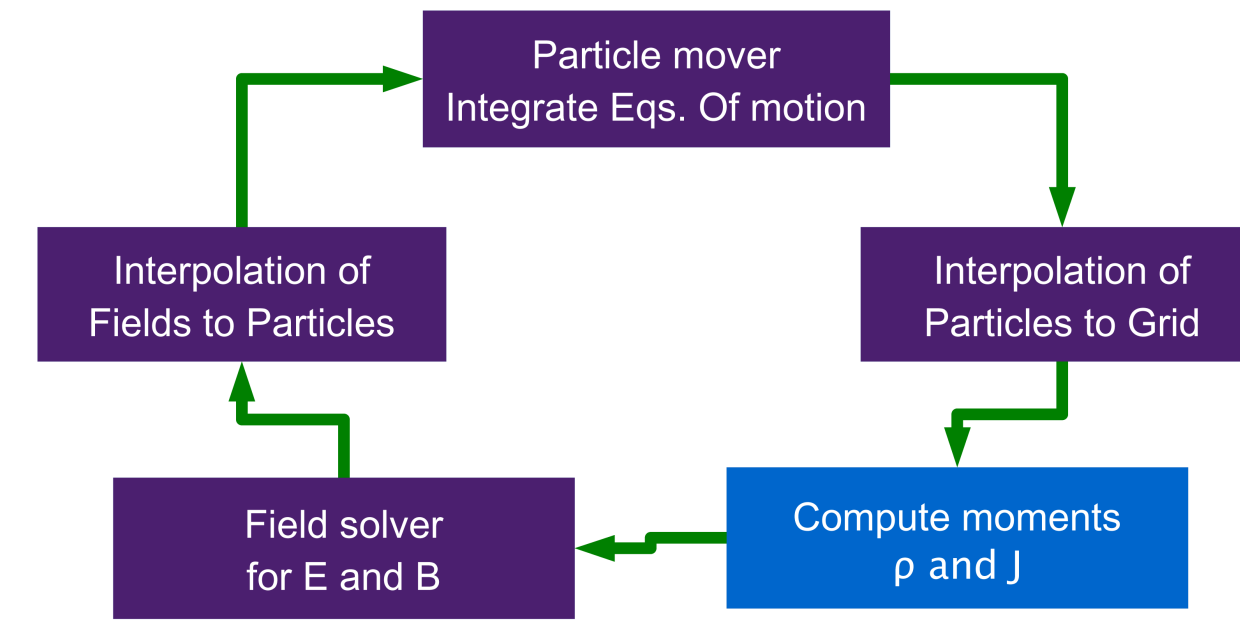 Particle mover
Integrate Eqs. Of motion
Interpolation of
Fields to Particles
Interpolation of
Particles to Grid
Field solver
for E and B
Compute moments
ρ and J